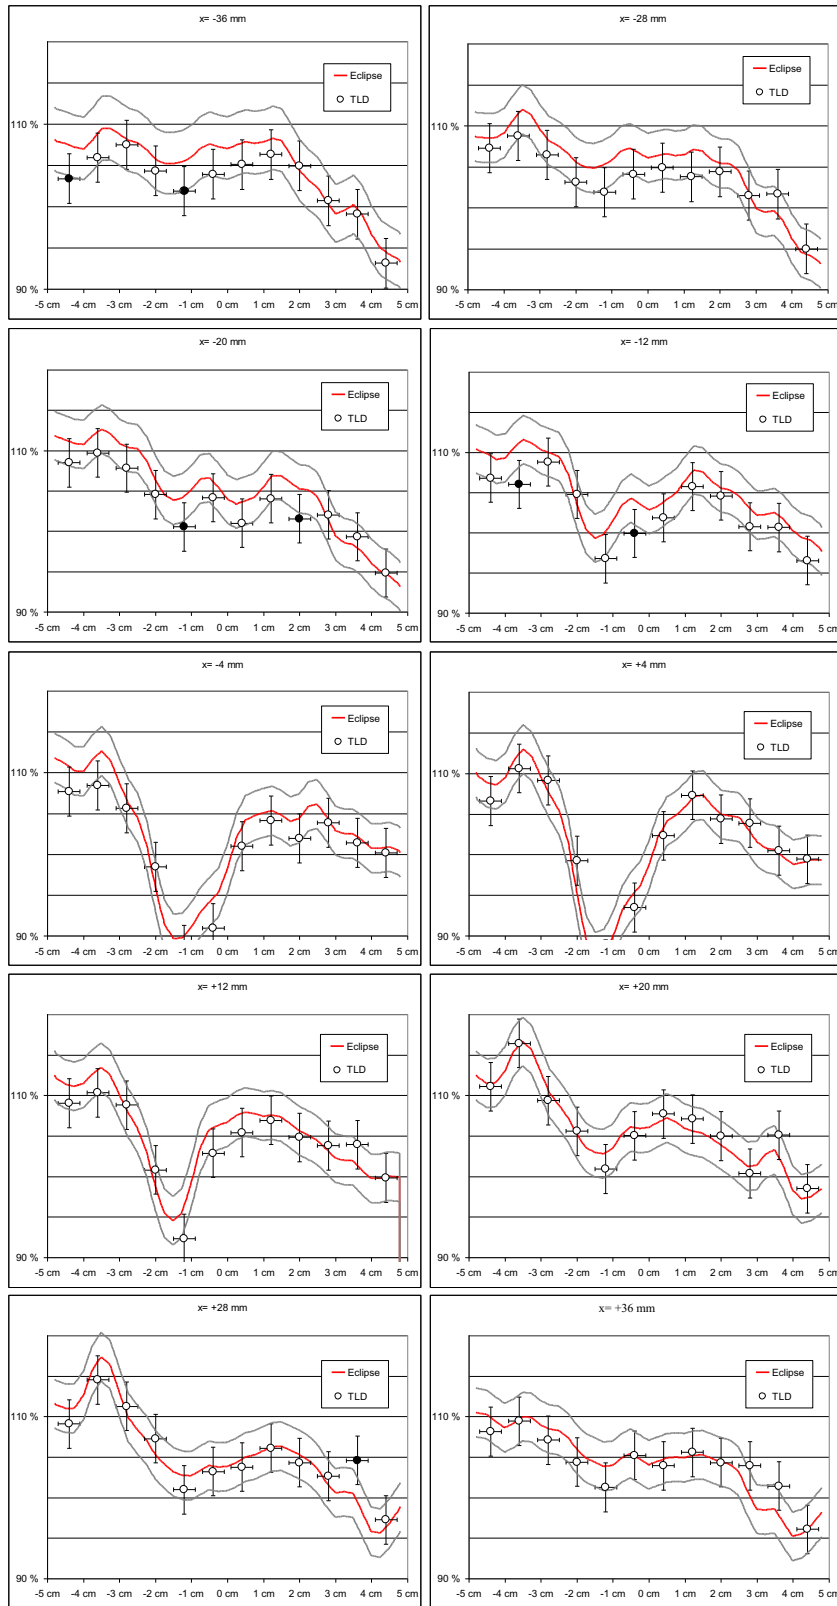 x= -36 mm
Eclipse
TLD
110 %
90 %
-5 cm -4 cm -3 cm -2 cm -1 cm 0 cm 1 cm 2 cm 3 cm 4 cm 5 cm
x= -28 mm
Eclipse
TLD
110 %
90 %
-5 cm -4 cm -3 cm -2 cm -1 cm 0 cm 1 cm 2 cm 3 cm 4 cm 5 cm
x= -20 mm
Eclipse
TLD
110 %
90 %
-5 cm -4 cm -3 cm -2 cm -1 cm 0 cm 1 cm 2 cm 3 cm 4 cm 5 cm
x= -12 mm
Eclipse
TLD
110 %
90 %
-5 cm -4 cm -3 cm -2 cm -1 cm 0 cm 1 cm 2 cm 3 cm 4 cm 5 cm
x= -4 mm
Eclipse
TLD
110 %
90 %
-5 cm -4 cm -3 cm -2 cm -1 cm 0 cm 1 cm 2 cm 3 cm 4 cm 5 cm
x= +4 mm
Eclipse
TLD
110 %
90 %
-5 cm -4 cm -3 cm -2 cm -1 cm 0 cm 1 cm 2 cm 3 cm 4 cm 5 cm
x= +12 mm
Eclipse
TLD
110 %
90 %
-5 cm -4 cm -3 cm -2 cm -1 cm 0 cm 1 cm 2 cm 3 cm 4 cm 5 cm
x= +20 mm
Eclipse
TLD
110 %
90 %
-5 cm -4 cm -3 cm -2 cm -1 cm 0 cm 1 cm 2 cm 3 cm 4 cm 5 cm
x= +28 mm
Eclipse
TLD
110 %
90 %
-5 cm -4 cm -3 cm -2 cm -1 cm 0 cm 1 cm 2 cm 3 cm 4 cm 5 cm
x= +36 mm
Eclipse
TLD
110 %
90 %
-5 cm -4 cm -3 cm -2 cm -1 cm 0 cm 1 cm 2 cm 3 cm 4 cm 5 cm